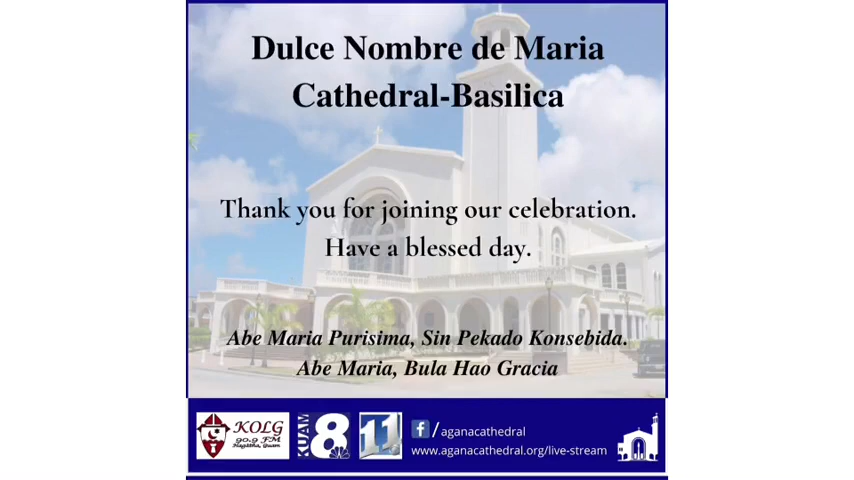 Dulce Nombre de Maria
Cathedral-Basilica
Thank you for joining our celebration.
Have a blessed day.
Abe Maria Purisima, Sin Pekado Konsebida.
Abe Maria, Bula Hao Gracia
KOLG
90.9 FM
Hagåtña, Guam
KUAM
8
11
f/aganacathedral
www.aganacathedral.org/live-stream